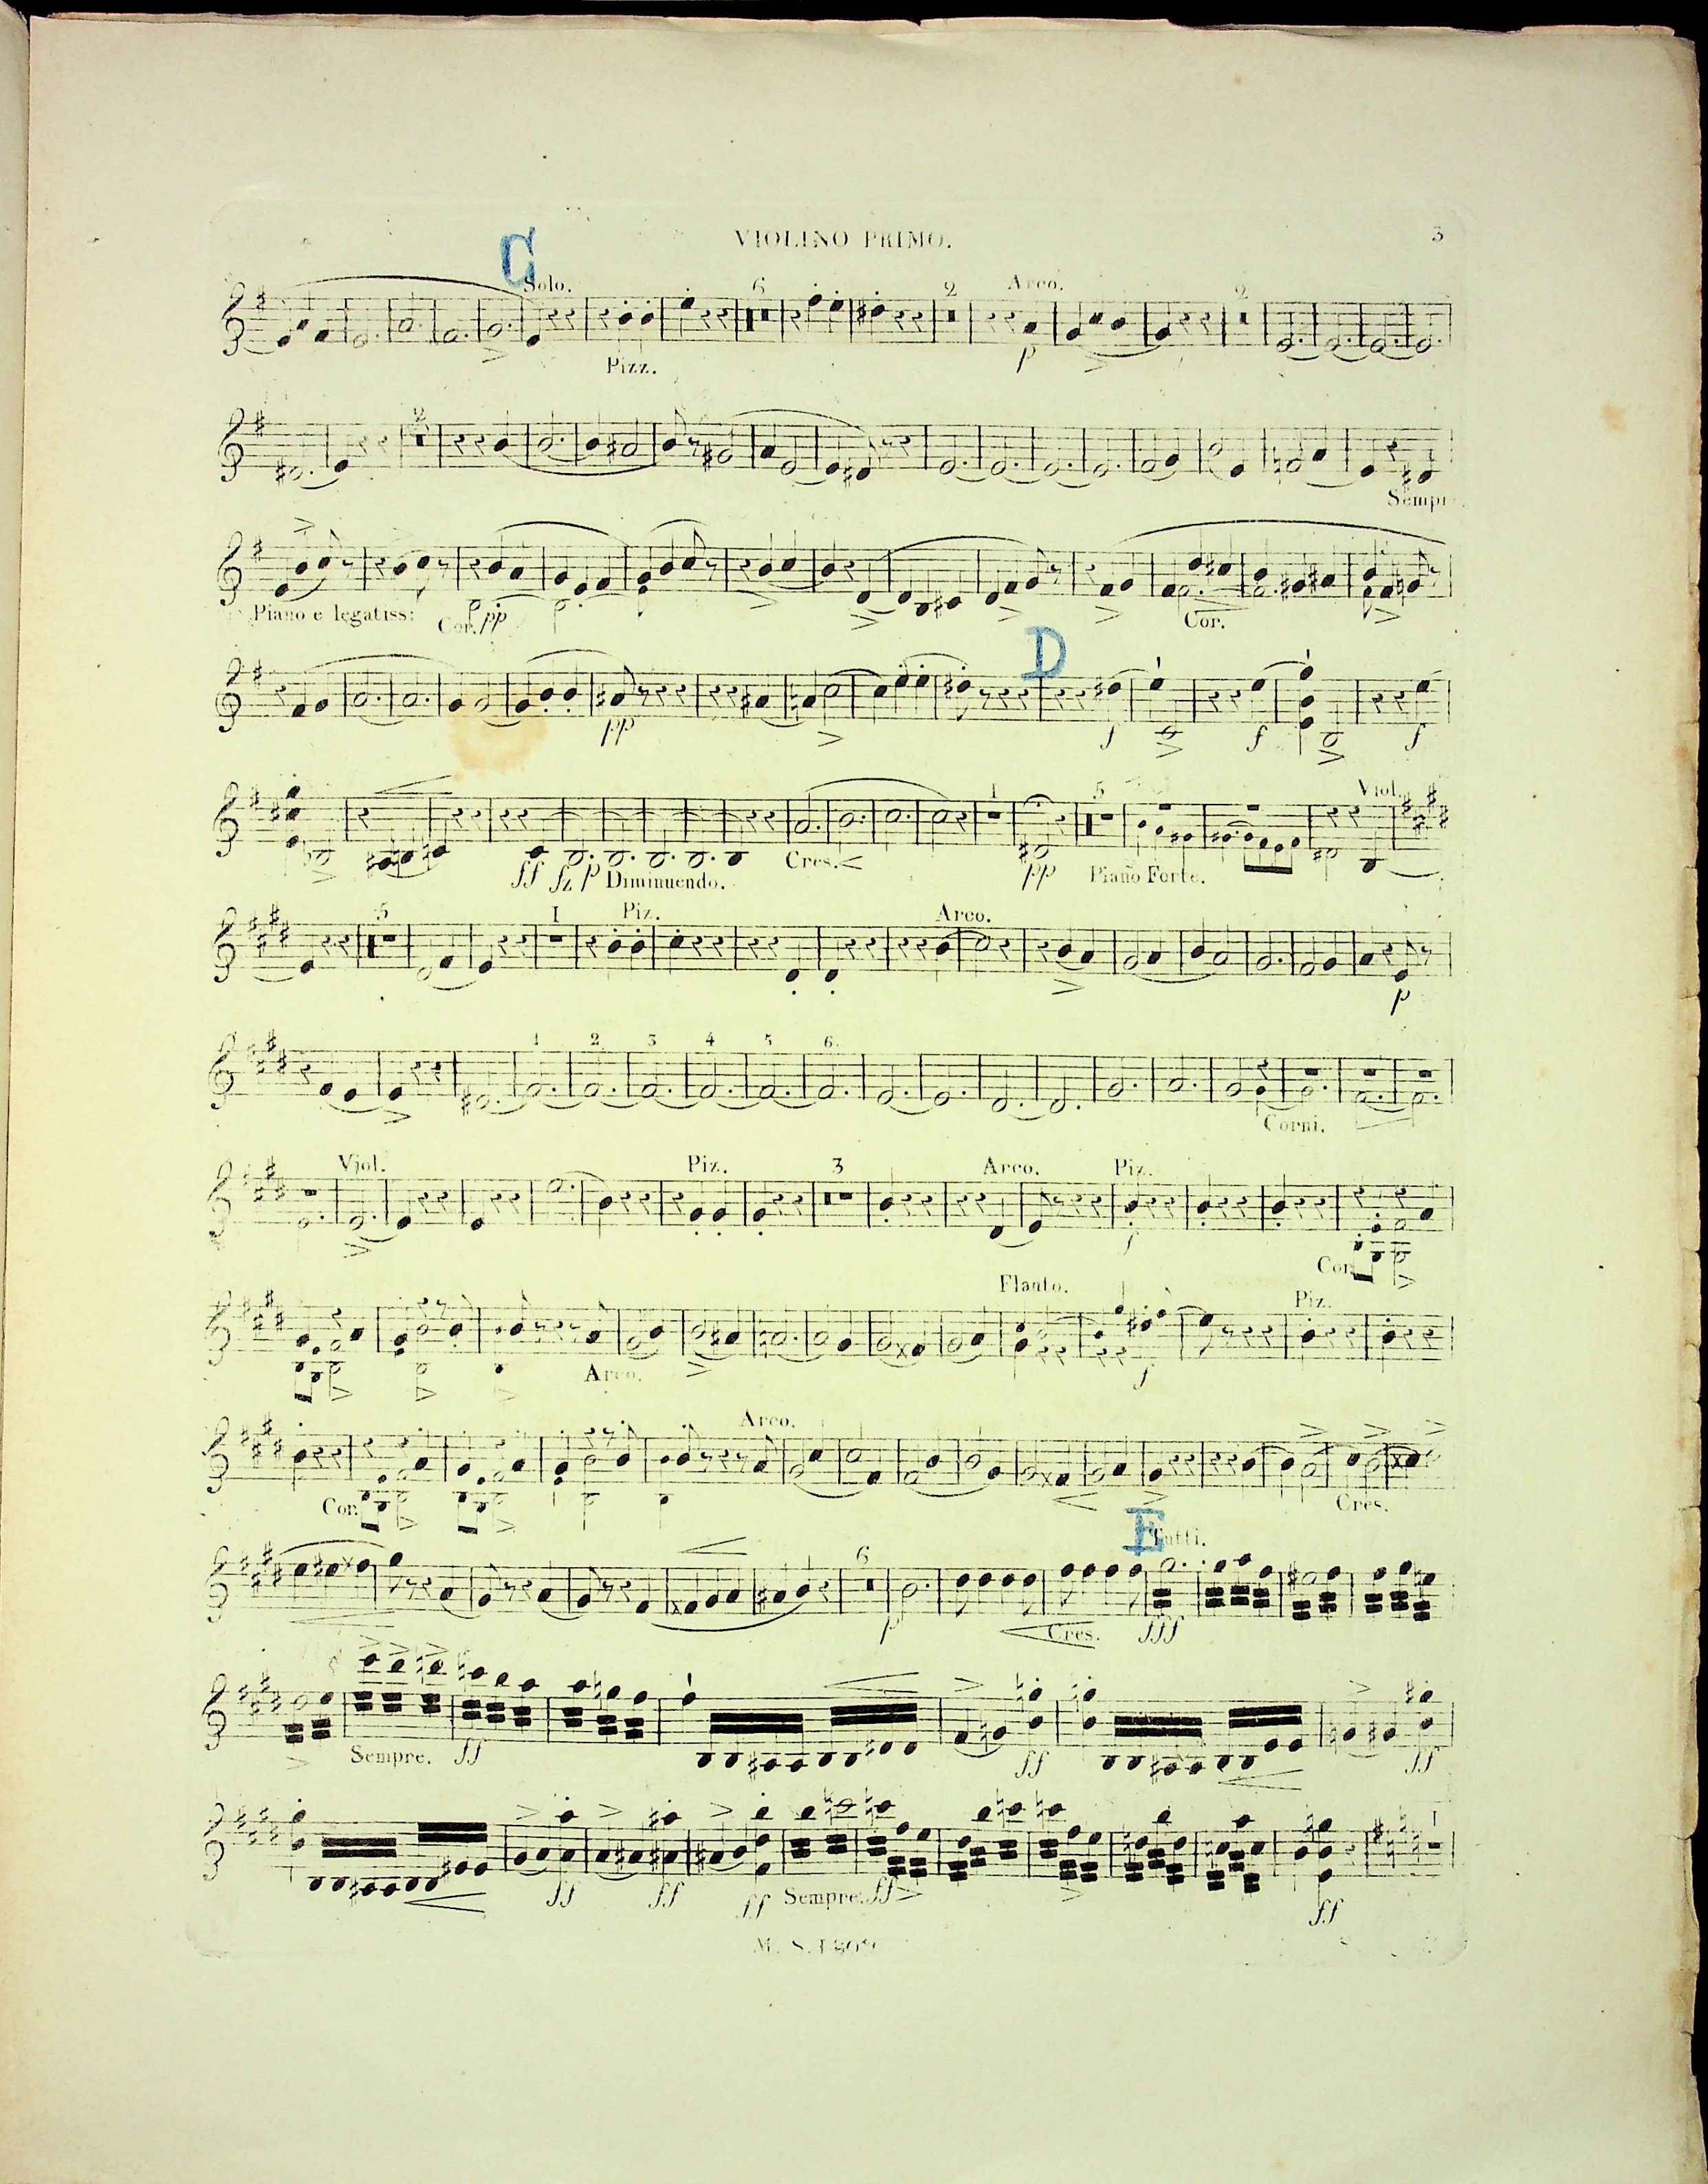 VIOLINO PRIMO. 3
C
Solo. 6 2 Arco. 2
Pizz. p
2
Sempr
Piano e legatiss: Cor. pp Cor.
D
pp f f f
1 5 Viol.
ff fz p Diminuendo. Cres. pp Piano Forte.
5 1 Piz. Arco.
p
1 2 3 4 5 6.
Corni.
Viol. Piz. 3 Arco. Piz.
f Cor.
Flauto. Piz.
Arco. f
Arco.
Cor. Cres.
E
6 Tutti.
p Cres. fff
Sempre. ff ff ff
1
ff ff ff Sempre. ff ff